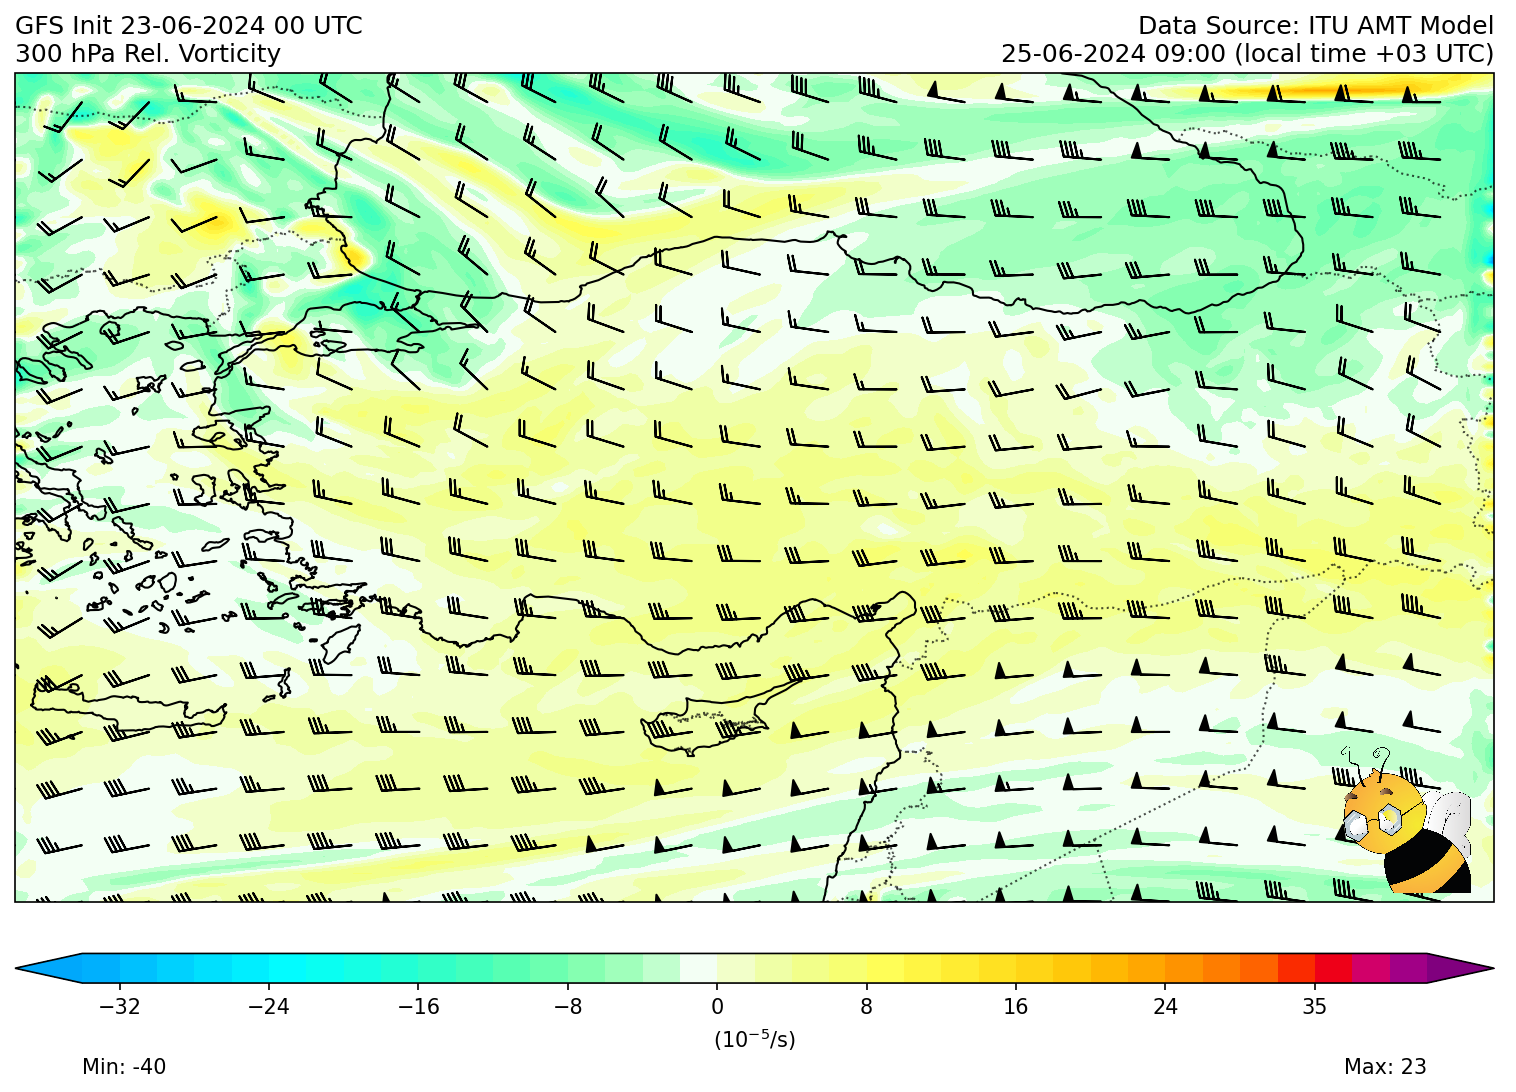 GFS Init 23-06-2024 00 UTC
Data Source: ITU AMT Model
300 hPa Rel. Vorticity
25-06-2024 09:00 (local time +03 UTC)
−32 −24 −16 −8 0 8 16 24 35
(10⁻⁵/s)
Min: -40
Max: 23